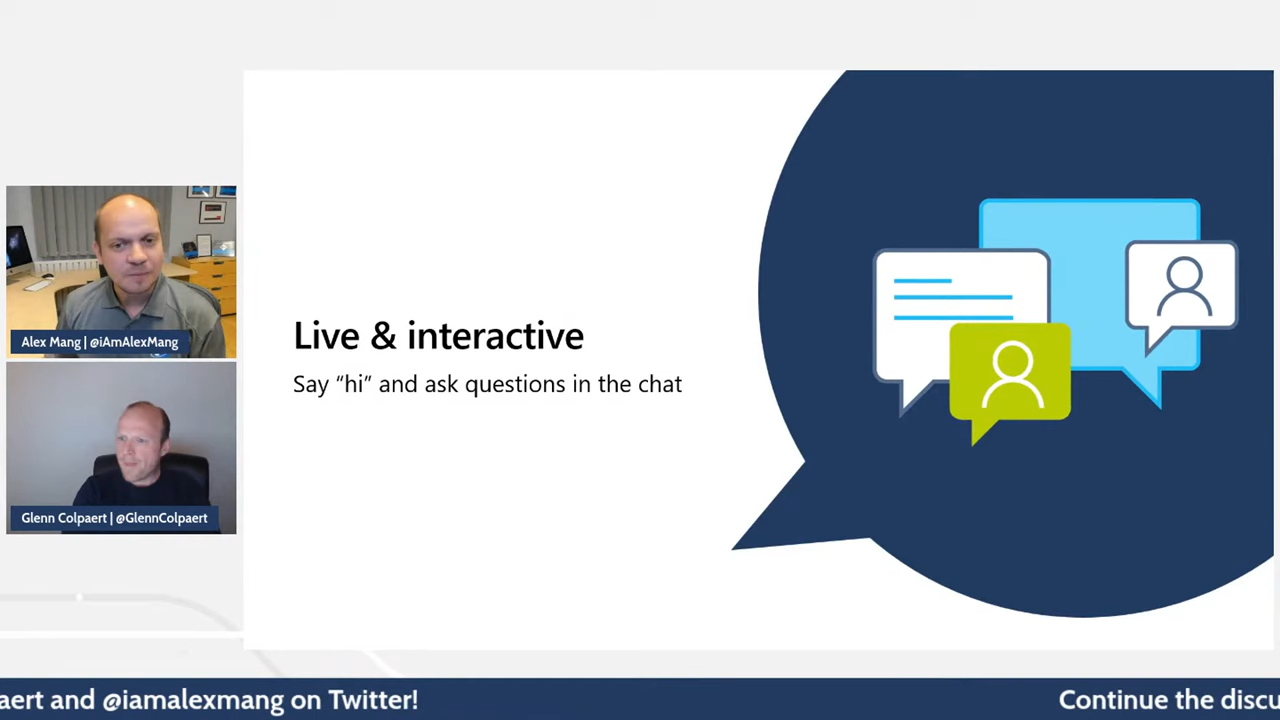 Alex Mang | @iAmAlexMang
Glenn Colpaert | @GlennColpaert
Live & interactive
Say “hi” and ask questions in the chat
aert and @iamalexmang on Twitter!
Continue the discu